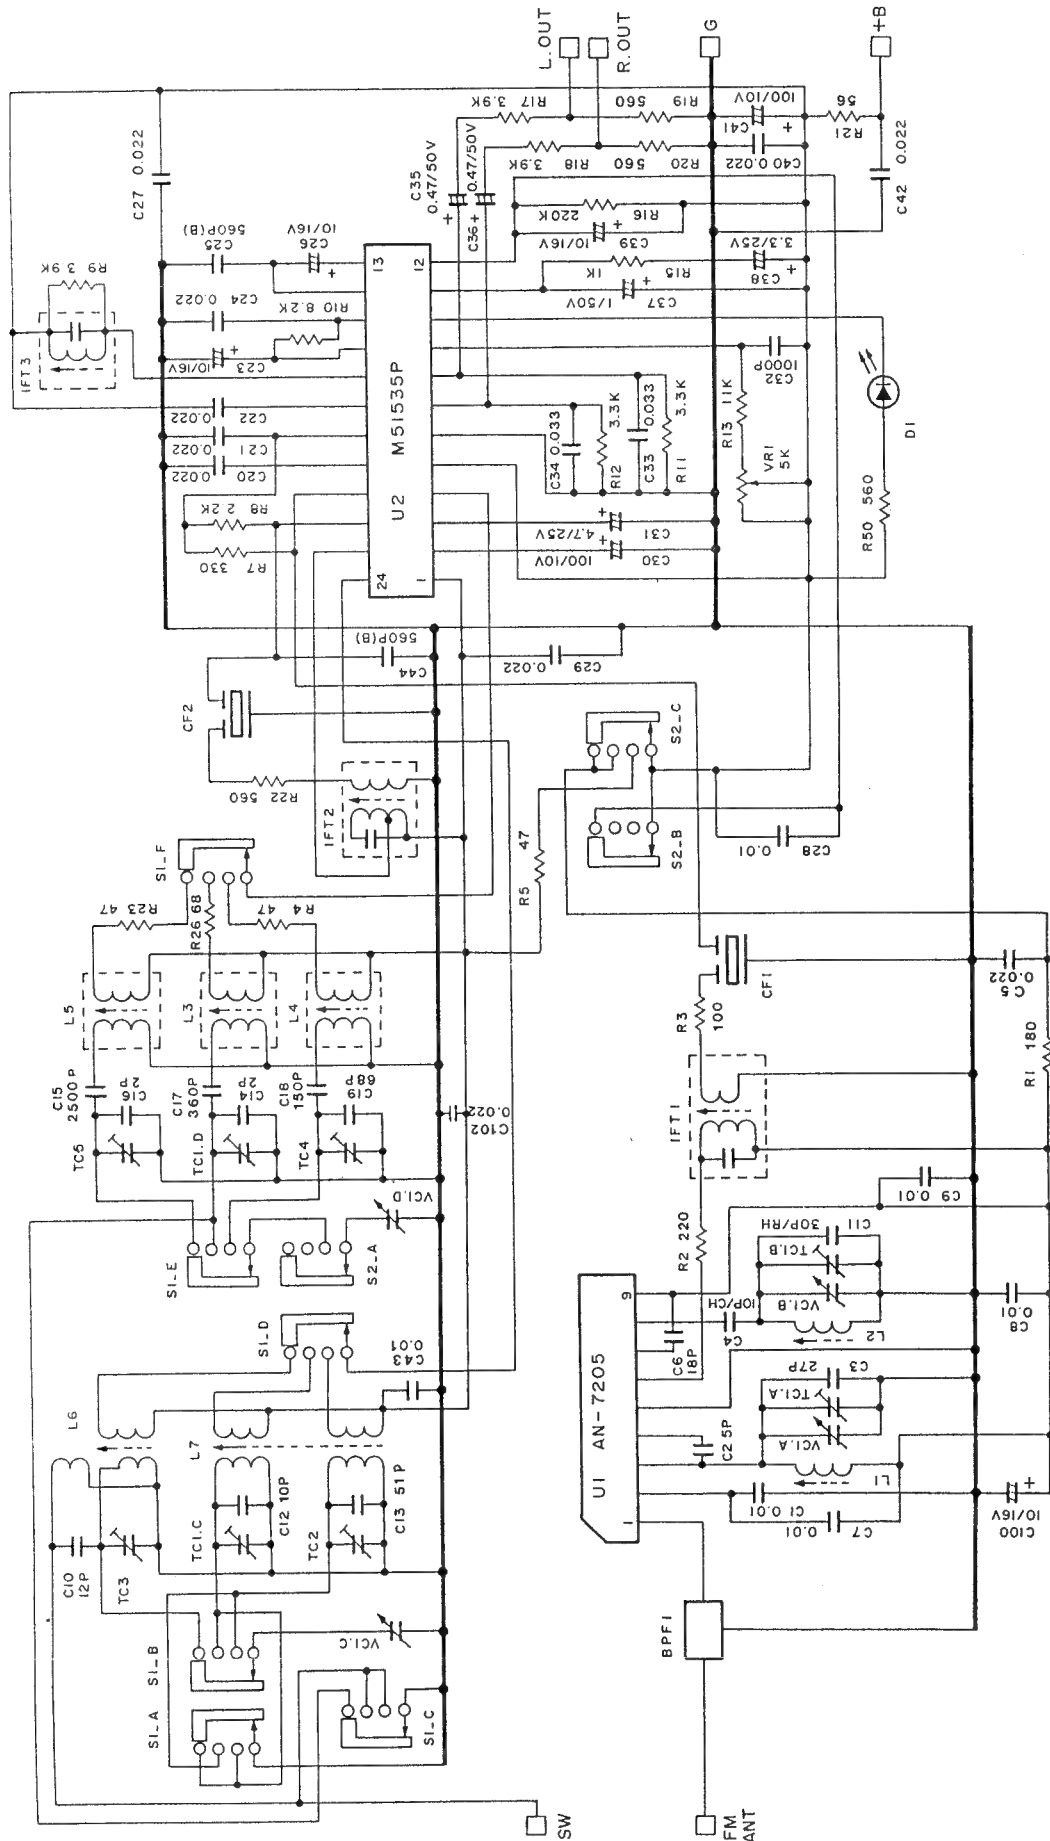 L.OUT
R.OUT
G
+B
C27 0.022
R9 3.9K
IFT3
C25
560P(B)
C26
10/16V
C24 0.022
R10 8.2K
C23
10/16V
C22
0.022
C21
0.022
C20
0.022
R8 2.2K
R7
330
13
12
U2 M51535P
24
1
R17 3.9K
C35
0.47/50V
C36
0.47/50V
R18
3.9K
R19
560
R20
560
C41
100/10V
C40 0.022
R21
56
C42
0.022
R16
220K
C39
10/16V
R15
1K
C38
3.3/25V
C37
1/50V
C32
1000P
R13 11K
VR1
5K
C34 0.033
R12
3.3K
C33
0.033
R11
3.3K
C31
4.7/25V
C30
100/10V
D1
R50 560
CF2
C44
560P(B)
C29
0.022
R22
560
IFT2
S1_F
R23 47
R26 68
R4 47
L5
L3
L4
R5 47
S2_C
S2_B
C28
0.01
C15
2500P
C16
2P
TC5
C17
360P
C14
2P
TC1.D
C18
150P
C19
68P
TC4
C102
0.022
VC1.D
S1_E
S2_A
S1_D
C43
0.01
L6
L7
C10
12P
TC3
TC1.C
C12 10P
TC2
C13 51P
S1_B
S1_A
VC1.C
S1_C
SW
CF1
R3
100
IFT1
R2 220
C5
0.022
R1 180
C9 0.01
C11
30P/RH
TC1.B
VC1.B
L2
C4
10P/CH
C6
18P
C8
0.01
C3
27P
TC1.A
VC1.A
L1
C2 5P
9
U1 AN-7205
1
C1 0.01
C7
0.01
C100
10/16V
BPF1
FM
ANT